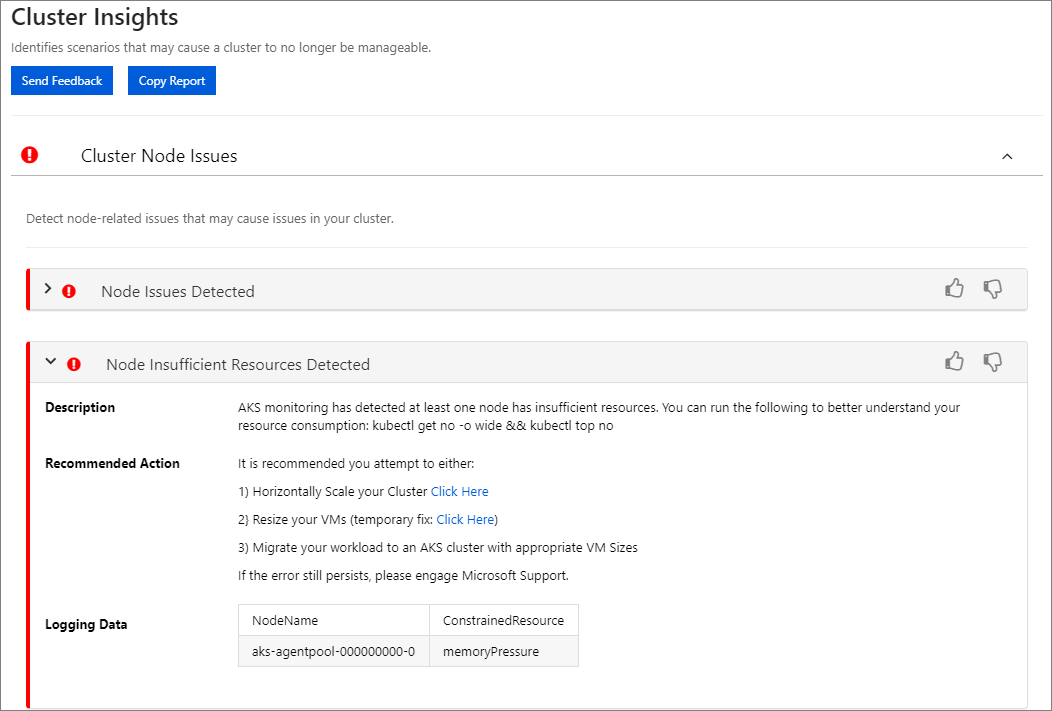 Cluster Insights
Identifies scenarios that may cause a cluster to no longer be manageable.
Send Feedback
Copy Report
Cluster Node Issues
Detect node-related issues that may cause issues in your cluster.
Node Issues Detected
Node Insufficient Resources Detected
Description
AKS monitoring has detected at least one node has insufficient resources. You can run the following to better understand your
resource consumption: kubectl get no -o wide && kubectl top no
Recommended Action
It is recommended you attempt to either:
1) Horizontally Scale your Cluster Click Here
2} Resize your VMs (temporary fix: Click Here)
3) Migrate your workload to an AKS cluster with appropriate VM Sizes
If the error still persists, please engage Microsoft Support.
Logging Data
NodeName ConstrainedResource
aks-agentpool-000000000-0 memoryPressure